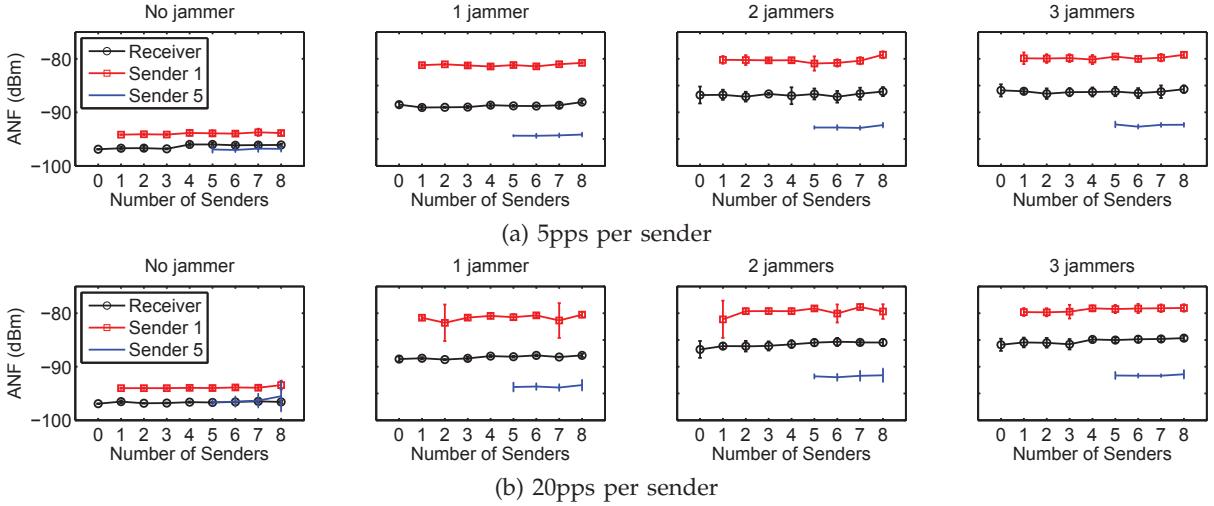 No jammer 1 jammer 2 jammers 3 jammers
ANF (dBm)
−80
−90
−100
Receiver
Sender 1
Sender 5
0 1 2 3 4 5 6 7 8 0 1 2 3 4 5 6 7 8 0 1 2 3 4 5 6 7 8 0 1 2 3 4 5 6 7 8
Number of Senders Number of Senders Number of Senders Number of Senders
(a) 5pps per sender
No jammer 1 jammer 2 jammers 3 jammers
ANF (dBm)
−80
−90
−100
Receiver
Sender 1
Sender 5
0 1 2 3 4 5 6 7 8 0 1 2 3 4 5 6 7 8 0 1 2 3 4 5 6 7 8 0 1 2 3 4 5 6 7 8
Number of Senders Number of Senders Number of Senders Number of Senders
(b) 20pps per sender